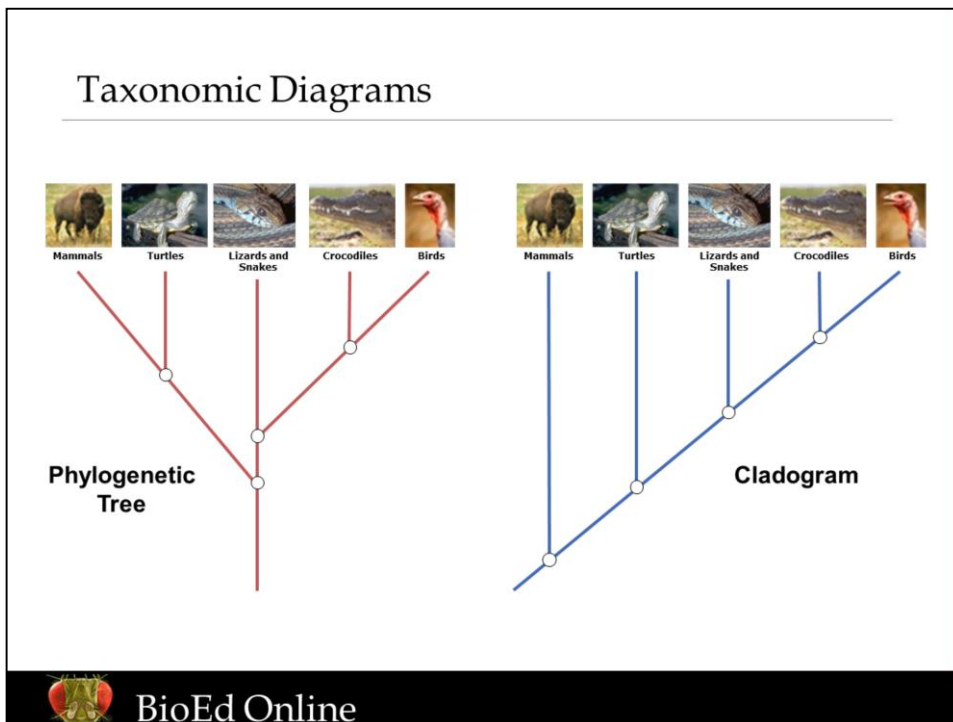 Taxonomic Diagrams
Mammals
Turtles
Lizards and
Snakes
Crocodiles
Birds
Mammals
Turtles
Lizards and
Snakes
Crocodiles
Birds
Phylogenetic
Tree
Cladogram
BioEd Online